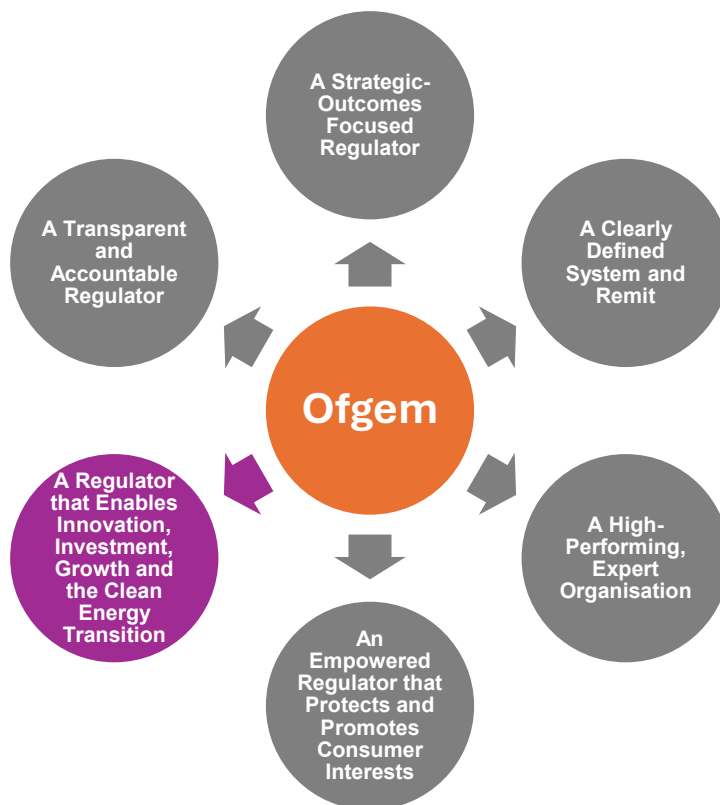 A Strategic-
Outcomes
Focused
Regulator
A Transparent
and
Accountable
Regulator
A Clearly
Defined
System and
Remit
Ofgem
A Regulator
that Enables
Innovation,
Investment,
Growth and
the Clean
Energy
Transition
A High-
Performing,
Expert
Organisation
An
Empowered
Regulator that
Protects and
Promotes
Consumer
Interests